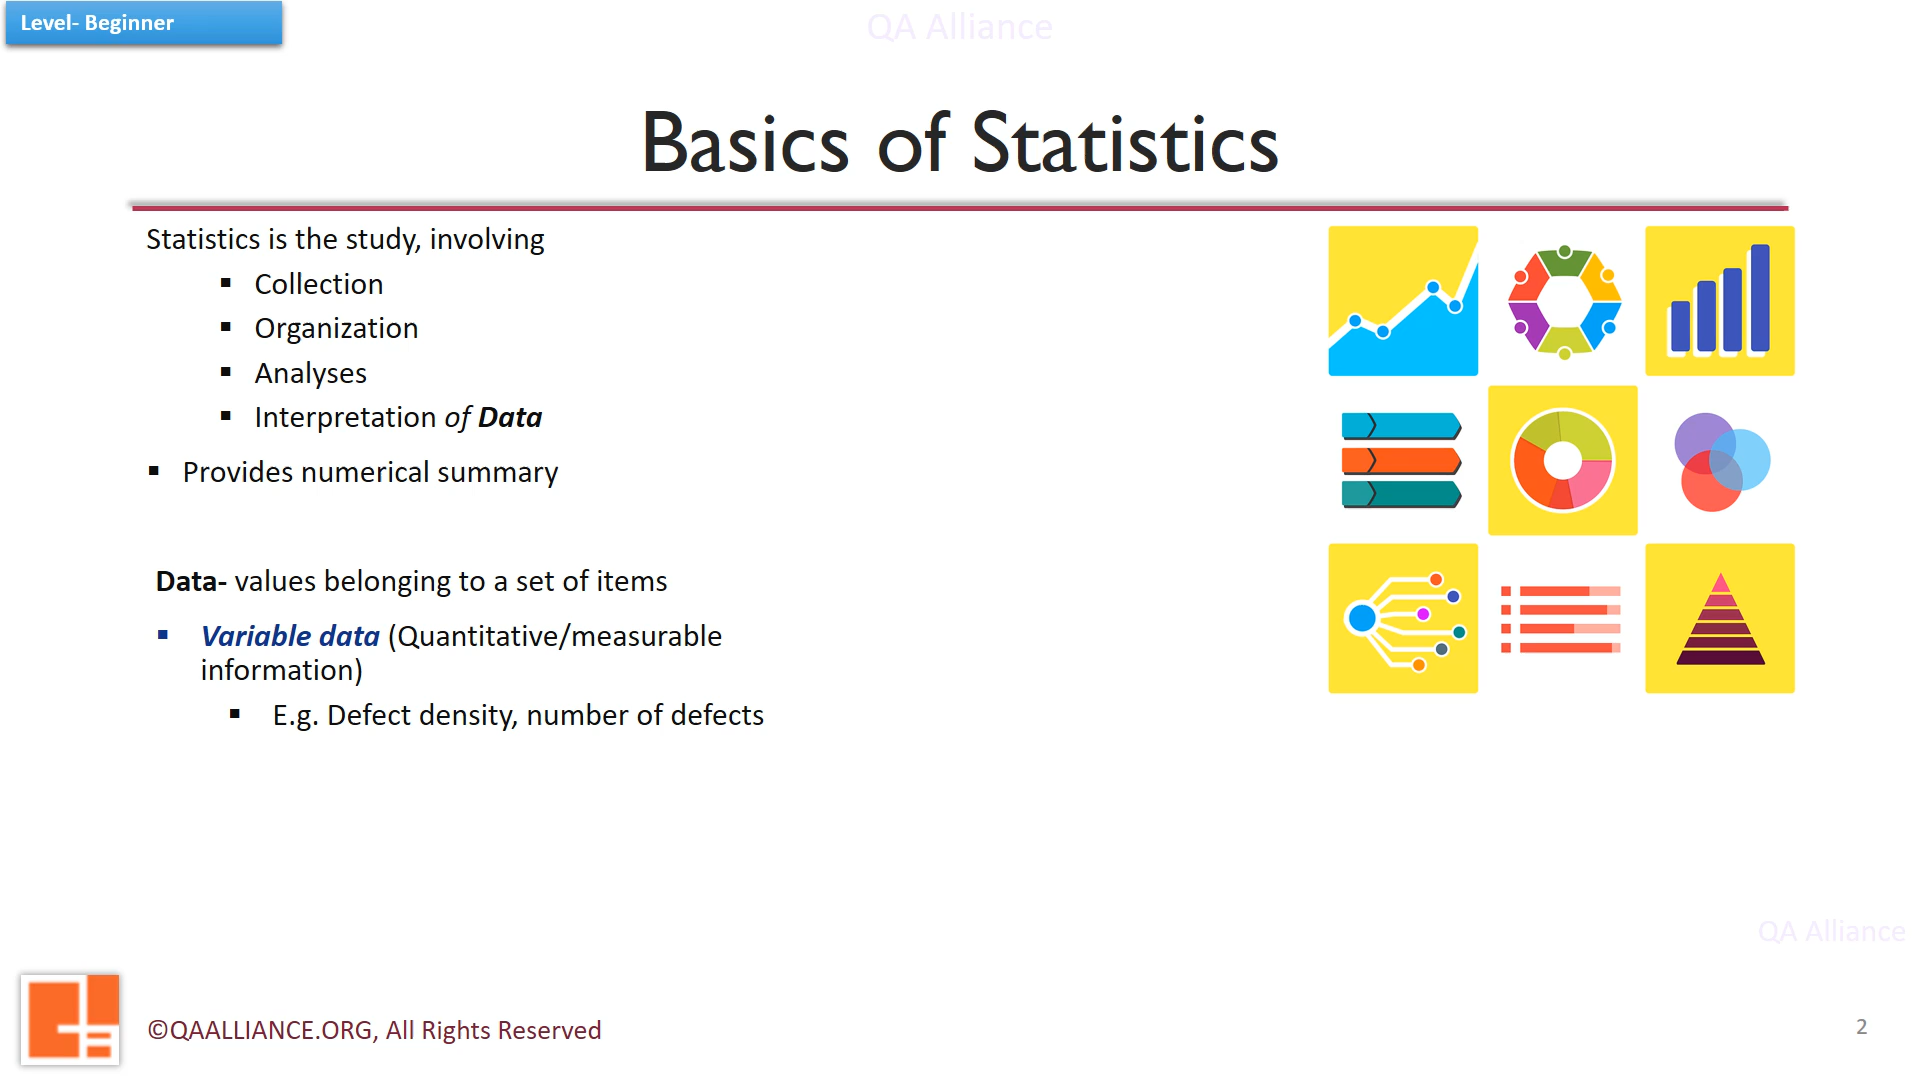 Level- Beginner
QA Alliance
Basics of Statistics
Statistics is the study, involving
▪ Collection
▪ Organization
▪ Analyses
▪ Interpretation of Data
▪ Provides numerical summary
Data- values belonging to a set of items
▪ Variable data (Quantitative/measurable
information)
▪ E.g. Defect density, number of defects
QA Alliance
©QAALLIANCE.ORG, All Rights Reserved
2